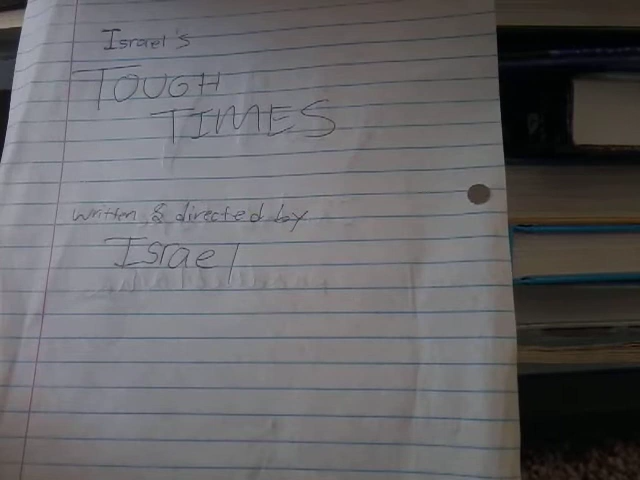 Israel's
TOUGH
TIMES
written & directed by
Israel